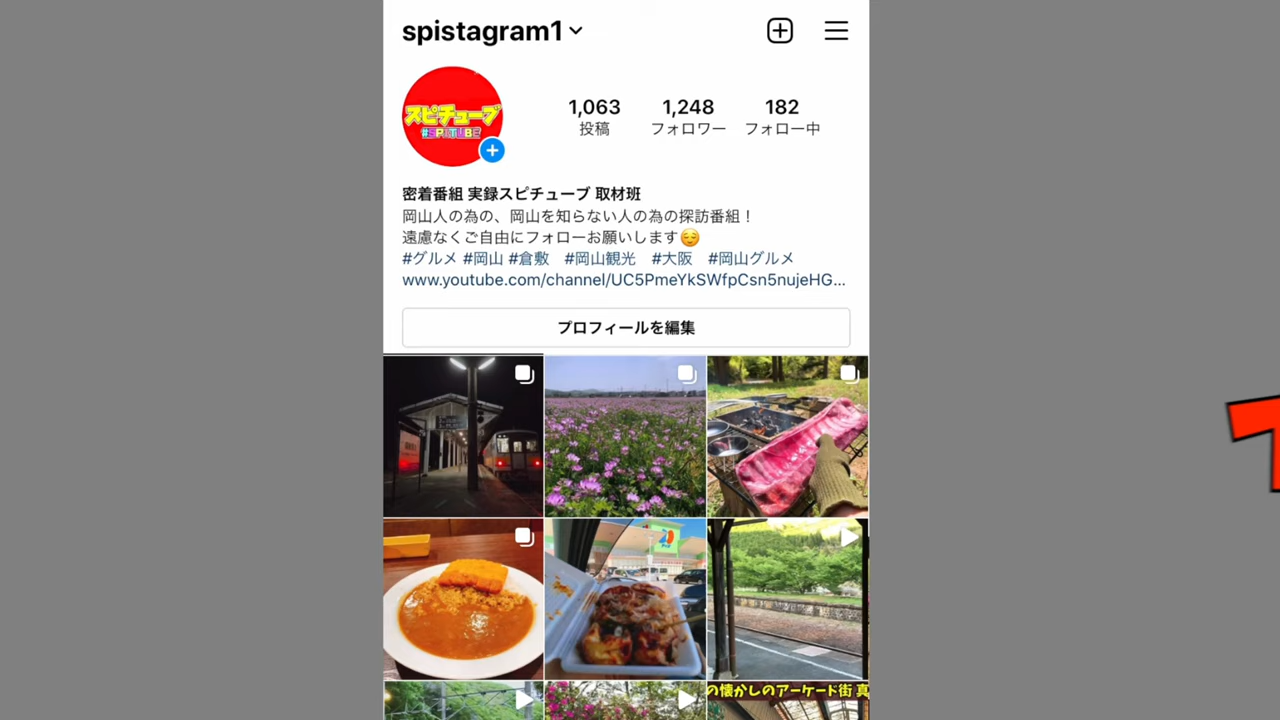 spistagram1
スピチューブ
#SPITUBE
1,063
投稿
1,248
フォロワー
182
フォロー中
密着番組 実録スピチューブ 取材班
岡山人の為の、岡山を知らない人の為の探訪番組！
遠慮なくご自由にフォローお願いします😌
#グルメ #岡山 #倉敷　#岡山観光　#大阪　#岡山グルメ
www.youtube.com/channel/UC5PmeYkSWfpCsn5nujeHG...
プロフィールを編集
の懐かしのアーケード街 真